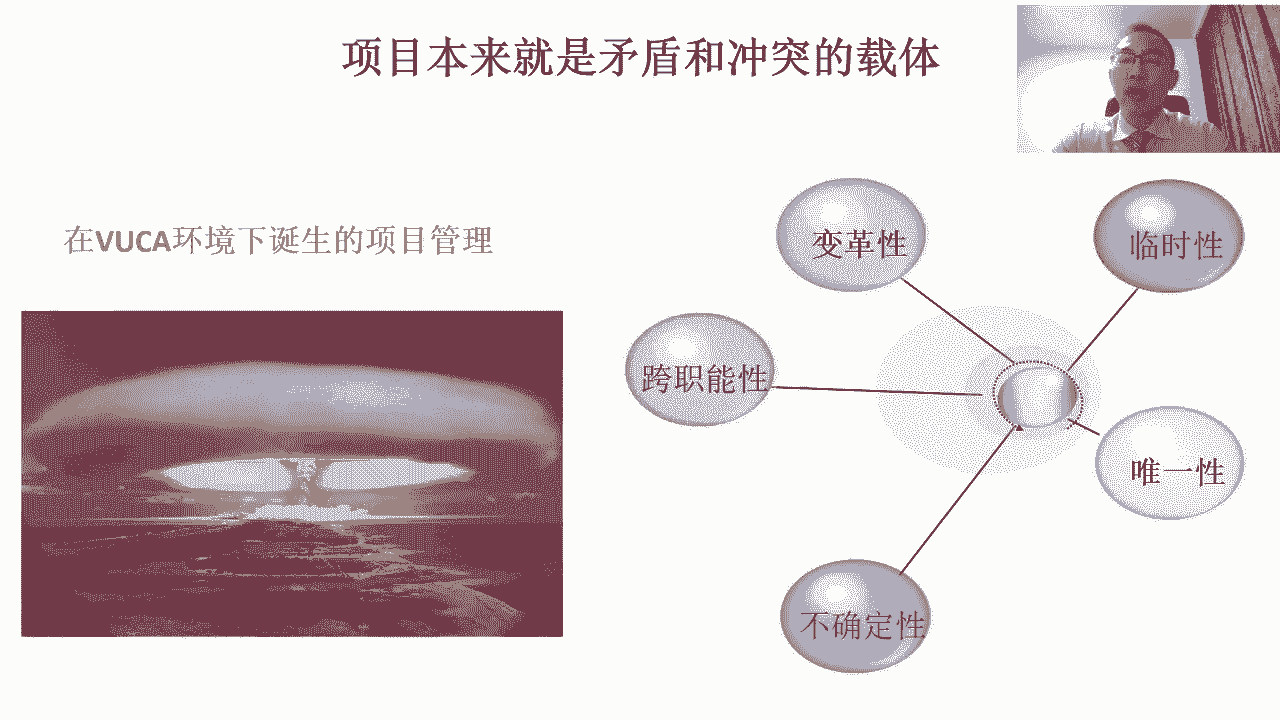 项目本来就是矛盾和冲突的载体
在VUCA环境下诞生的项目管理
变革性
临时性
跨职能性
唯一性
不确定性